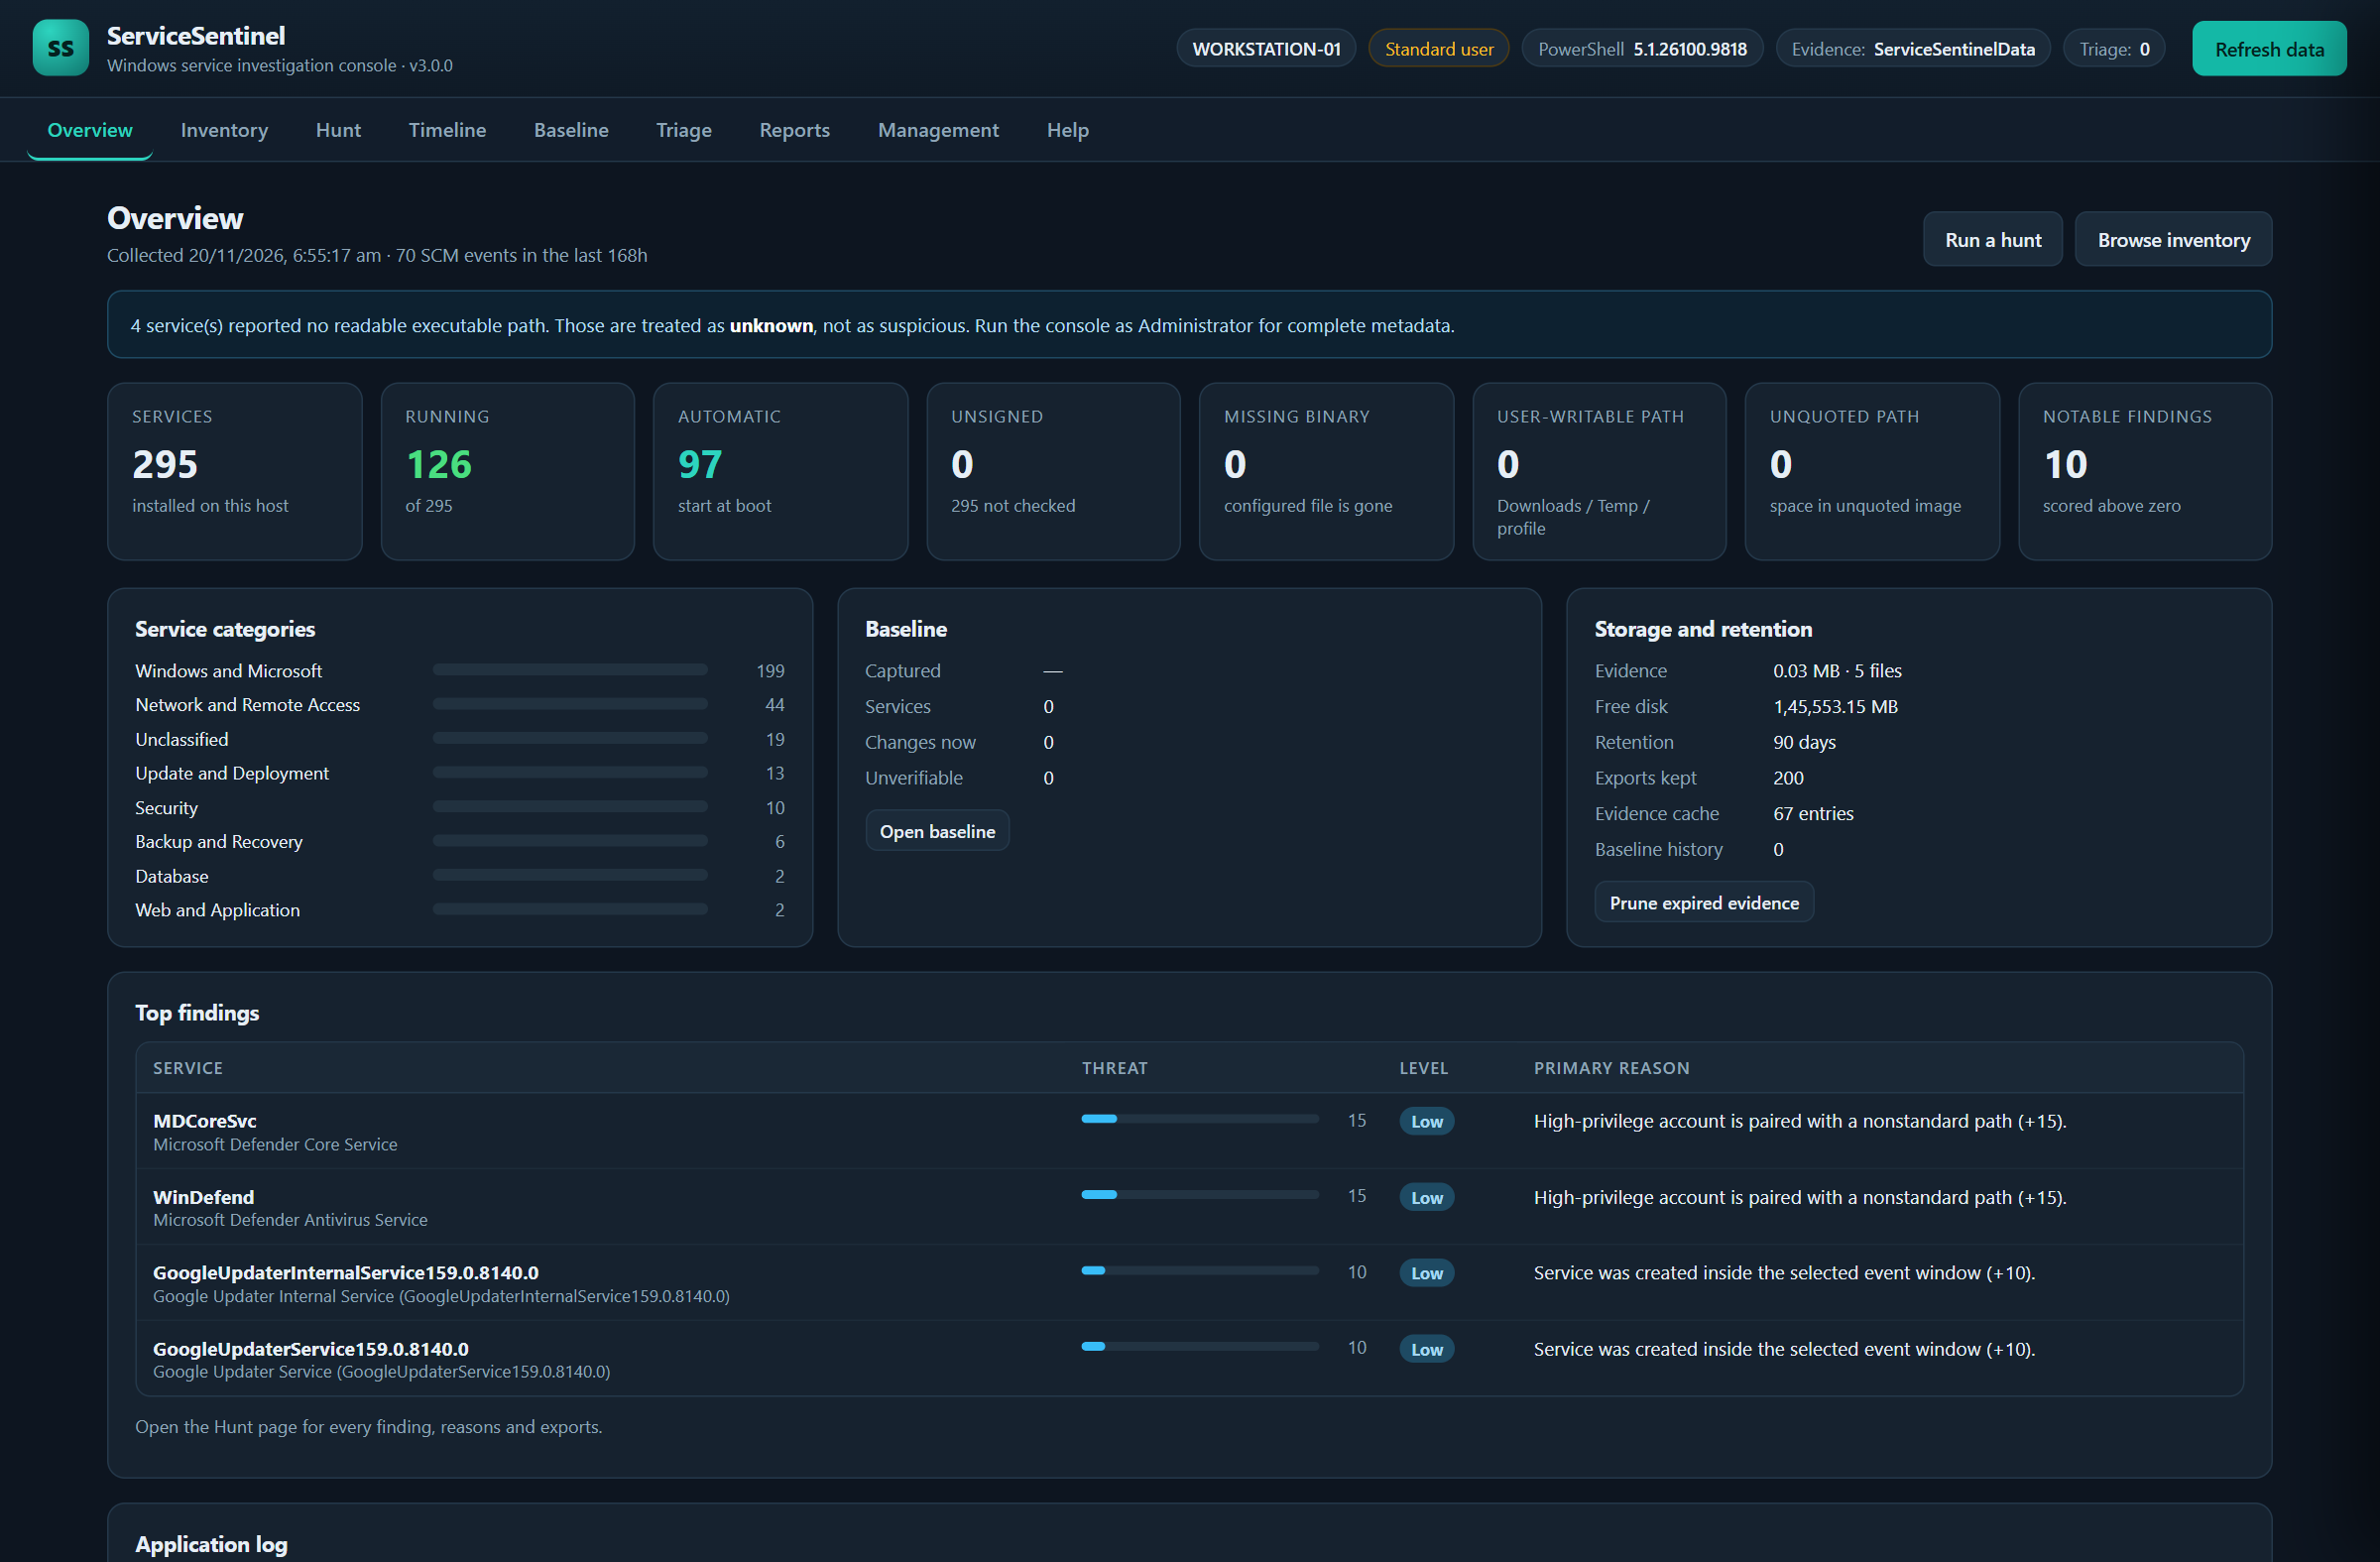 SS
ServiceSentinel
Windows service investigation console · v3.0.0
WORKSTATION-01
Standard user
PowerShell 5.1.26100.9818
Evidence: ServiceSentinelData
Triage: 0
Refresh data
Overview
Inventory
Hunt
Timeline
Baseline
Triage
Reports
Management
Help
Overview
Collected 20/11/2026, 6:55:17 am · 70 SCM events in the last 168h
Run a hunt
Browse inventory
4 service(s) reported no readable executable path. Those are treated as unknown, not as suspicious. Run the console as Administrator for complete metadata.
SERVICES
295
installed on this host
RUNNING
126
of 295
AUTOMATIC
97
start at boot
UNSIGNED
0
295 not checked
MISSING BINARY
0
configured file is gone
USER-WRITABLE PATH
0
Downloads / Temp /
profile
UNQUOTED PATH
0
space in unquoted image
NOTABLE FINDINGS
10
scored above zero
Service categories
Windows and Microsoft 199
Network and Remote Access 44
Unclassified 19
Update and Deployment 13
Security 10
Backup and Recovery 6
Database 2
Web and Application 2
Baseline
Captured —
Services 0
Changes now 0
Unverifiable 0
Open baseline
Storage and retention
Evidence 0.03 MB · 5 files
Free disk 1,45,553.15 MB
Retention 90 days
Exports kept 200
Evidence cache 67 entries
Baseline history 0
Prune expired evidence
Top findings
SERVICE THREAT LEVEL PRIMARY REASON
MDCoreSvc 15 Low High-privilege account is paired with a nonstandard path (+15).
Microsoft Defender Core Service
WinDefend 15 Low High-privilege account is paired with a nonstandard path (+15).
Microsoft Defender Antivirus Service
GoogleUpdaterInternalService159.0.8140.0 10 Low Service was created inside the selected event window (+10).
Google Updater Internal Service (GoogleUpdaterInternalService159.0.8140.0)
GoogleUpdaterService159.0.8140.0 10 Low Service was created inside the selected event window (+10).
Google Updater Service (GoogleUpdaterService159.0.8140.0)
Open the Hunt page for every finding, reasons and exports.
Application log